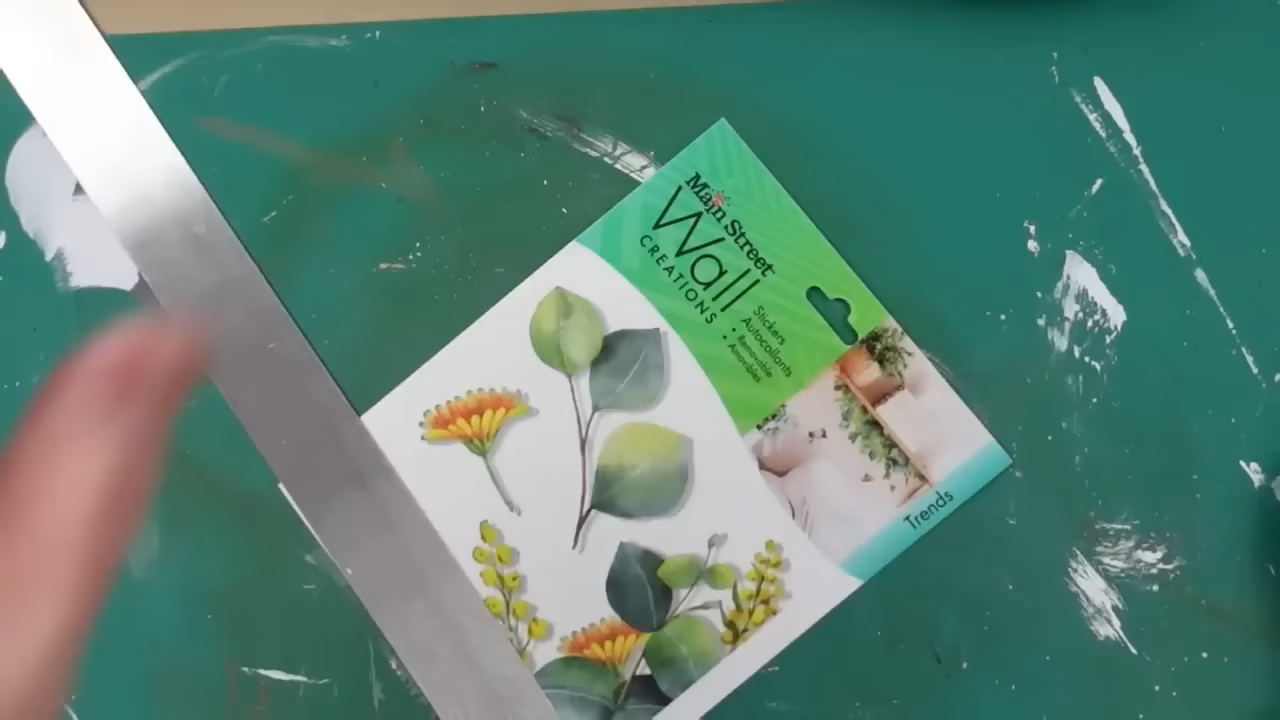 Main Street
Wall
CREATIONS
Stickers
Autocollants
• Removable
• Amovibles
Trends